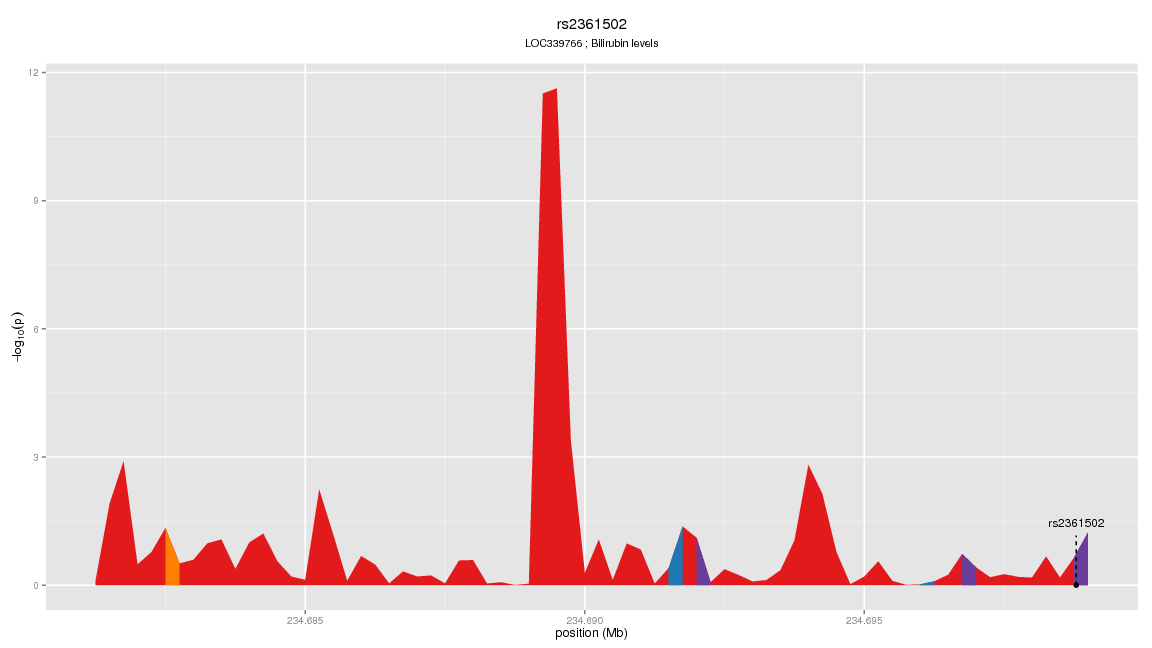 rs2361502
LOC339766 ; Bilirubin levels
12
9
6
3
0
−log10(p)
rs2361502
234.685
234.690
234.695
position (Mb)